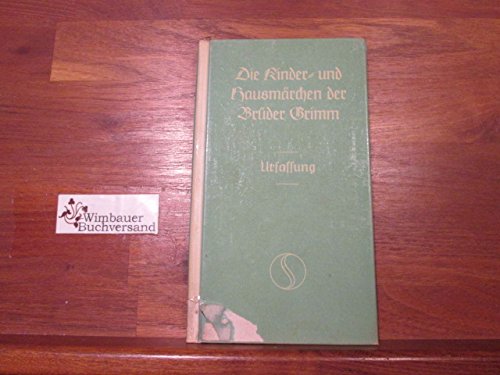 Die Kinder- und
Hausmärchen der
Brüder Grimm
Urfassung
Wimbauer
Buchversand